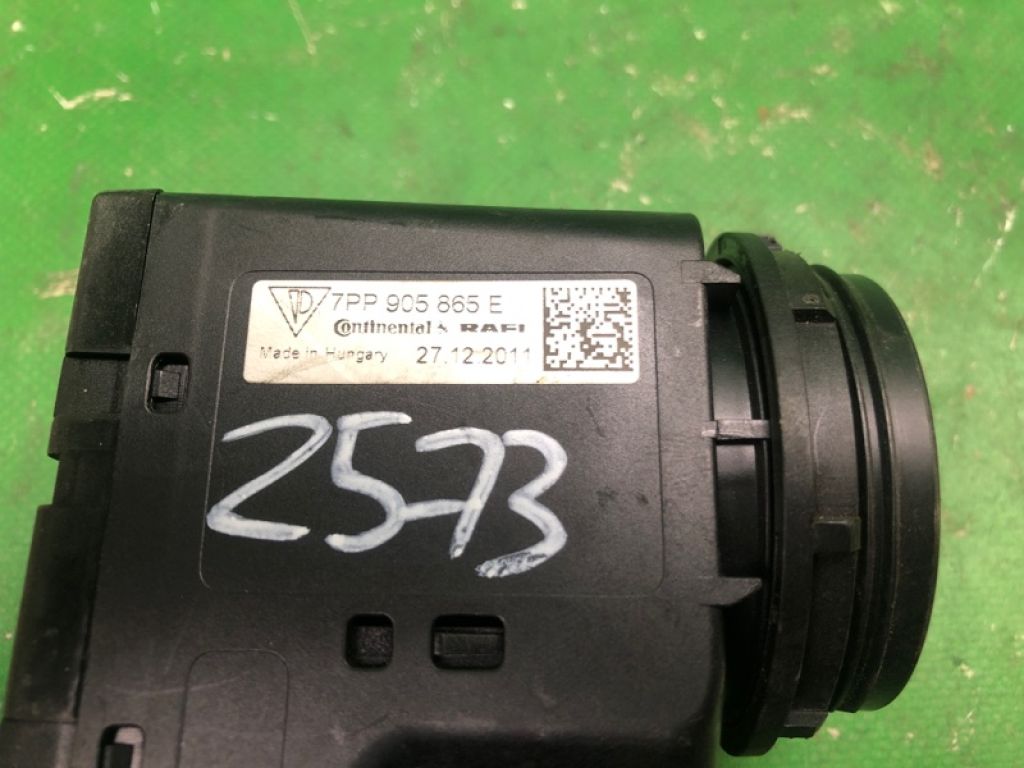 7PP 905 865 E
Continental & RAFI
Made in Hungary 27.12.2011
2573